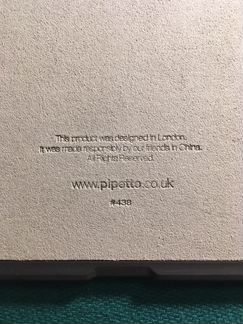 This product was designed in London.
It was made responsibly by our friends in China.
All Rights Reserved.
www.pipetto.co.uk
#438